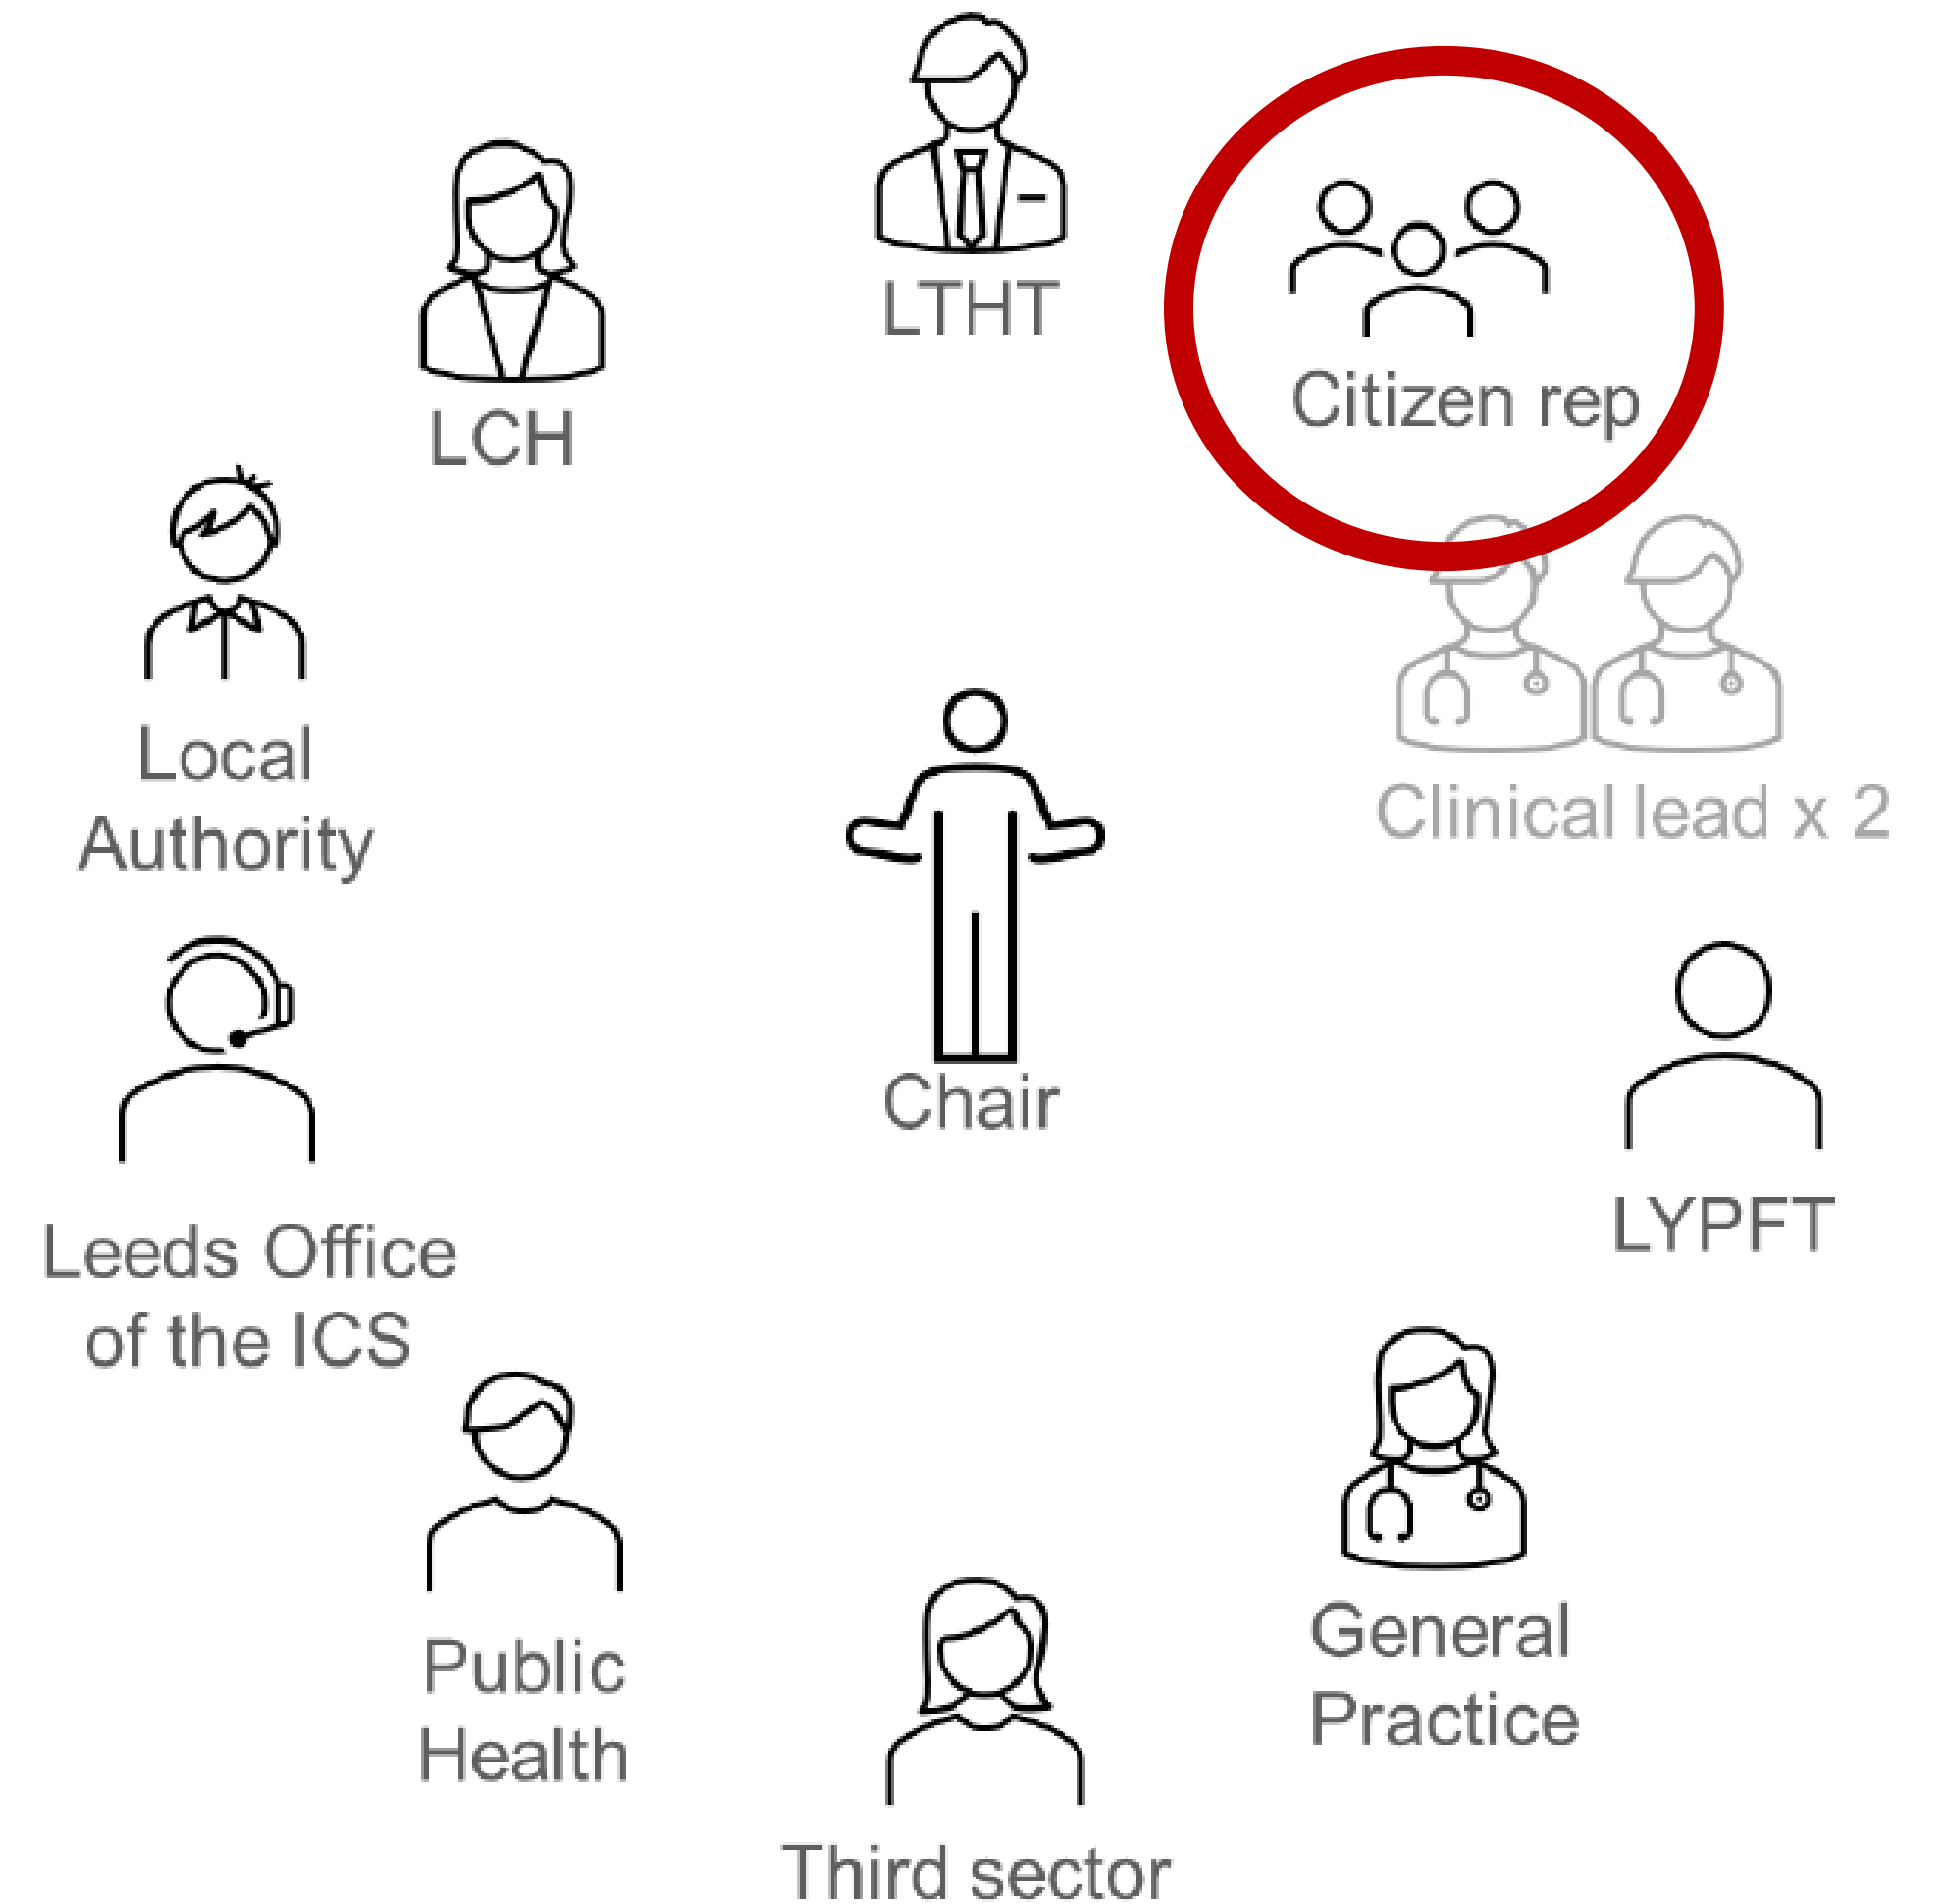 LTHT
Citizen rep
LCH
Local
Authority
Clinical lead x 2
Chair
LYPFT
Leeds Office
of the ICS
General
Practice
Public
Health
Third sector